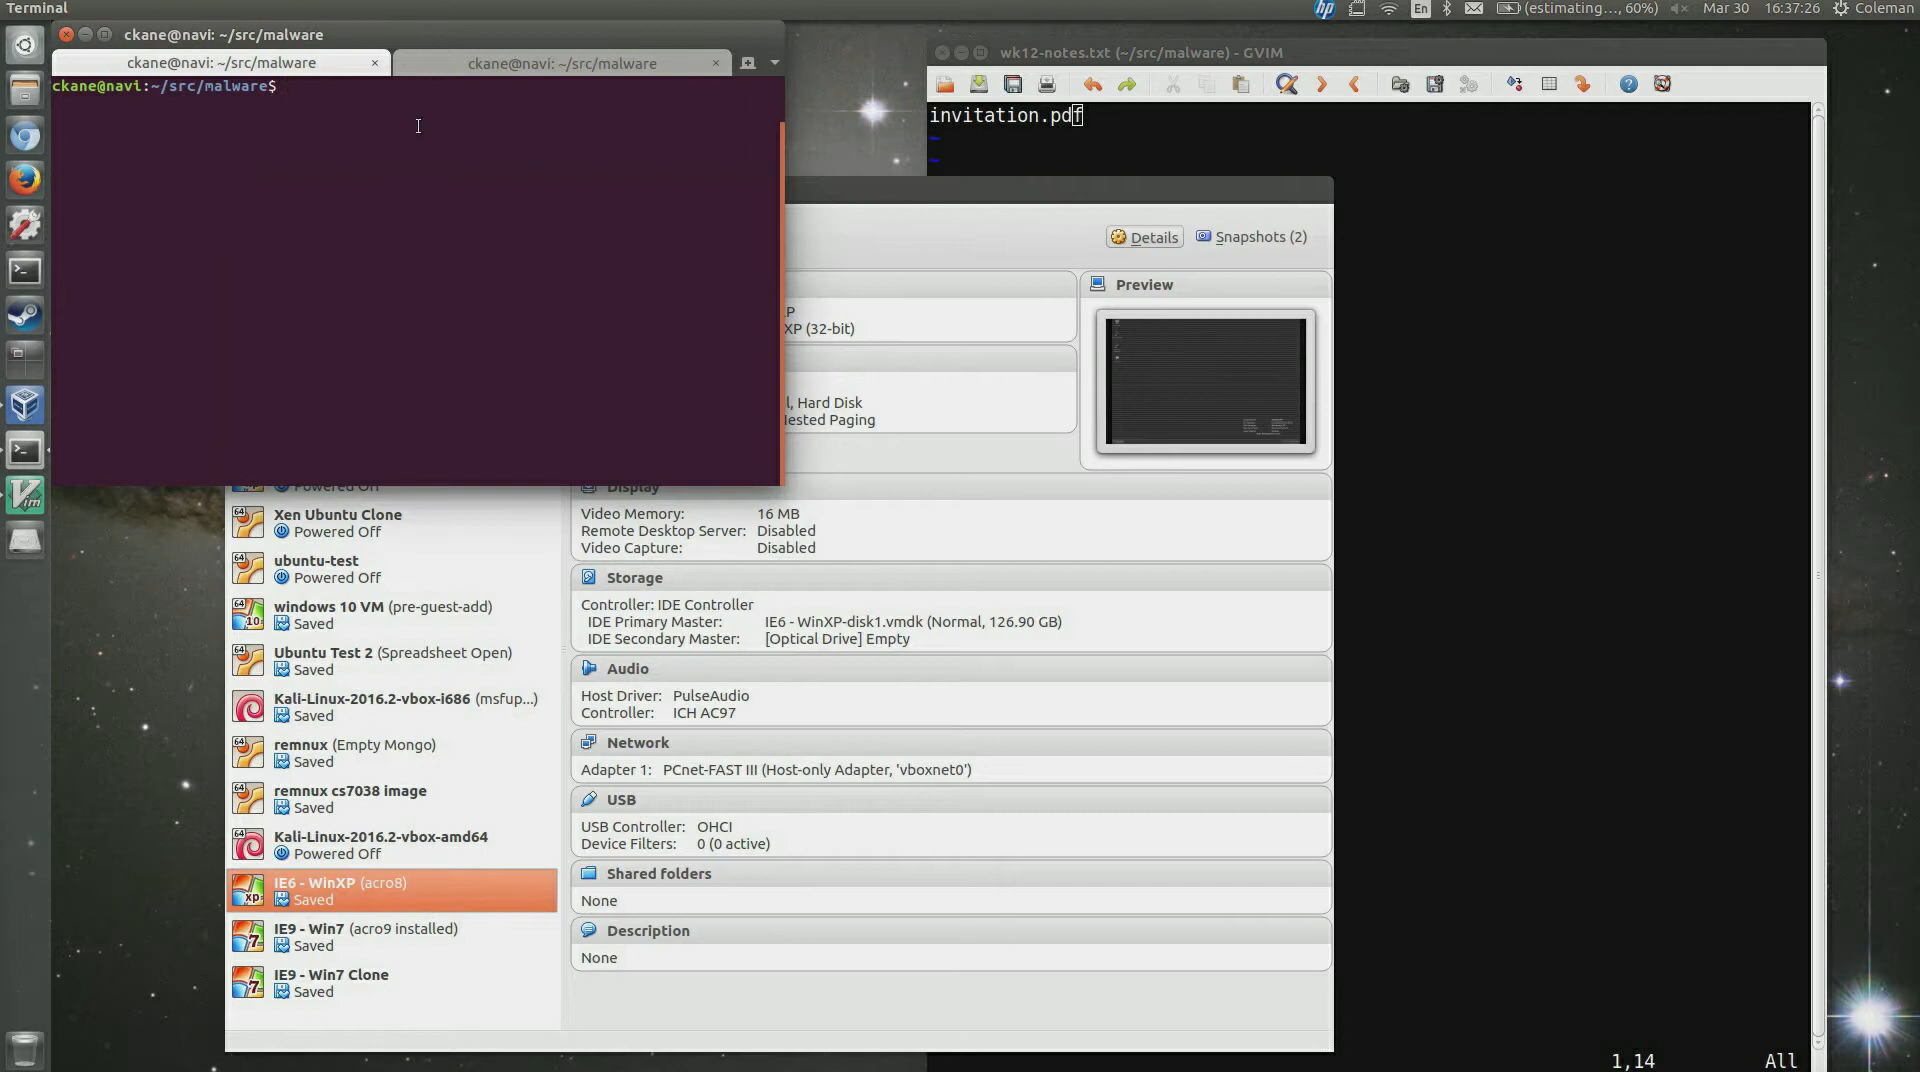 Terminal
hp
En
(estimating..., 60%)
Mar 30
16:37:26
Coleman
ckane@navi: ~/src/malware
ckane@navi: ~/src/malware ×
ckane@navi: ~/src/malware ×
ckane@navi:~/src/malware$
wk12-notes.txt (~/src/malware) - GVIM
invitation.pdf
~
~
Details
Snapshots (2)
Preview
XP (32-bit)
l, Hard Disk
Nested Paging
Powered Off
Xen Ubuntu Clone
Powered Off
ubuntu-test
Powered Off
windows 10 VM (pre-guest-add)
Saved
Ubuntu Test 2 (Spreadsheet Open)
Saved
Kali-Linux-2016.2-vbox-i686 (msfup...)
Saved
remnux (Empty Mongo)
Saved
remnux cs7038 image
Saved
Kali-Linux-2016.2-vbox-amd64
Powered Off
IE6 - WinXP (acro8)
Saved
IE9 - Win7 (acro9 installed)
Saved
IE9 - Win7 Clone
Saved
Display
Video Memory: 16 MB
Remote Desktop Server: Disabled
Video Capture: Disabled
Storage
Controller: IDE Controller
IDE Primary Master: IE6 - WinXP-disk1.vmdk (Normal, 126.90 GB)
IDE Secondary Master: [Optical Drive] Empty
Audio
Host Driver: PulseAudio
Controller: ICH AC97
Network
Adapter 1: PCnet-FAST III (Host-only Adapter, 'vboxnet0')
USB
USB Controller: OHCI
Device Filters: 0 (0 active)
Shared folders
None
Description
None
1,14
All